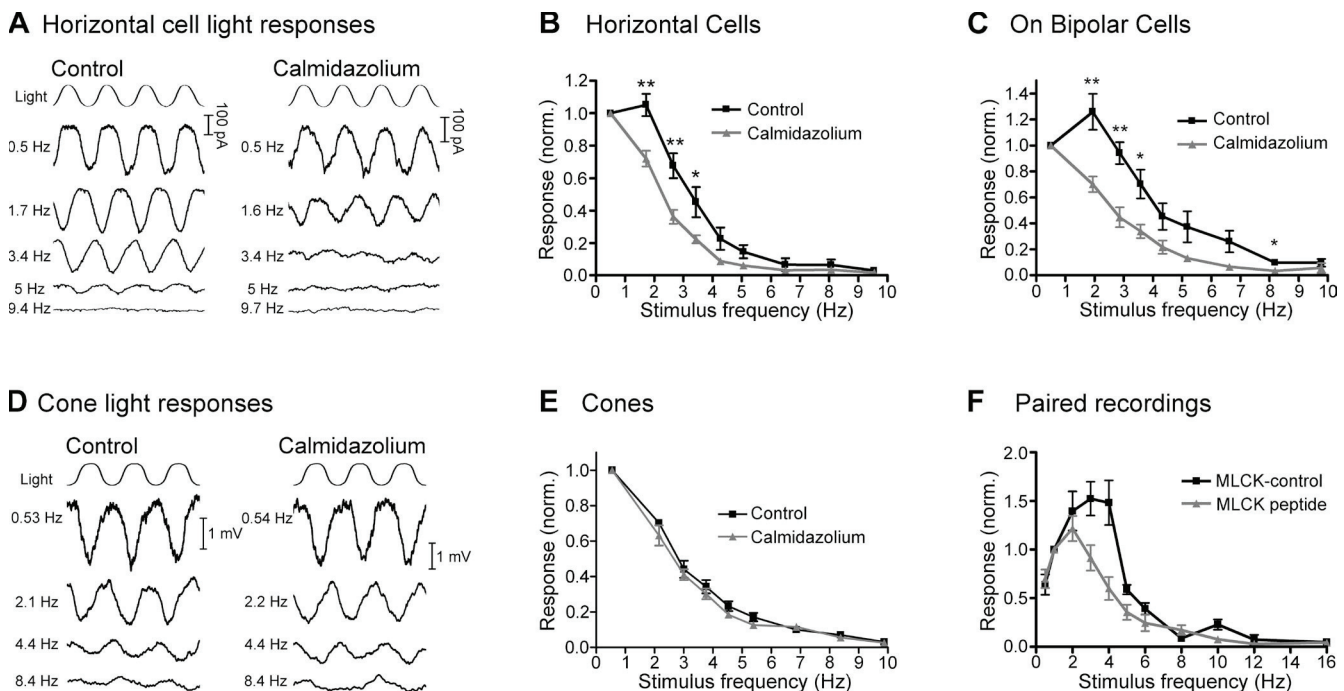 A Horizontal cell light responses
Control
Calmidazolium
Light
100 pA
100 pA
0.5 Hz
0.5 Hz
1.7 Hz
1.6 Hz
3.4 Hz
3.4 Hz
5 Hz
5 Hz
9.4 Hz
9.7 Hz
B Horizontal Cells
Response (norm.)
1.2
1.0
0.8
0.6
0.4
0.2
0.0
**
**
*
Control
Calmidazolium
0 1 2 3 4 5 6 7 8 9 10
Stimulus frequency (Hz)
C On Bipolar Cells
Response (norm.)
1.4
1.2
1.0
0.8
0.6
0.4
0.2
0.0
**
**
*
*
Control
Calmidazolium
0 1 2 3 4 5 6 7 8 9 10
Stimulus frequency (Hz)
D Cone light responses
Control
Calmidazolium
Light
0.53 Hz
0.54 Hz
1 mV
1 mV
2.1 Hz
2.2 Hz
4.4 Hz
4.4 Hz
8.4 Hz
8.4 Hz
E Cones
Response (norm.)
1.0
0.8
0.6
0.4
0.2
0.0
Control
Calmidazolium
0 1 2 3 4 5 6 7 8 9 10
Stimulus frequency (Hz)
F Paired recordings
Response (norm.)
2.0
1.5
1.0
0.5
0.0
MLCK-control
MLCK peptide
0 2 4 6 8 10 12 14 16
Stimulus frequency (Hz)